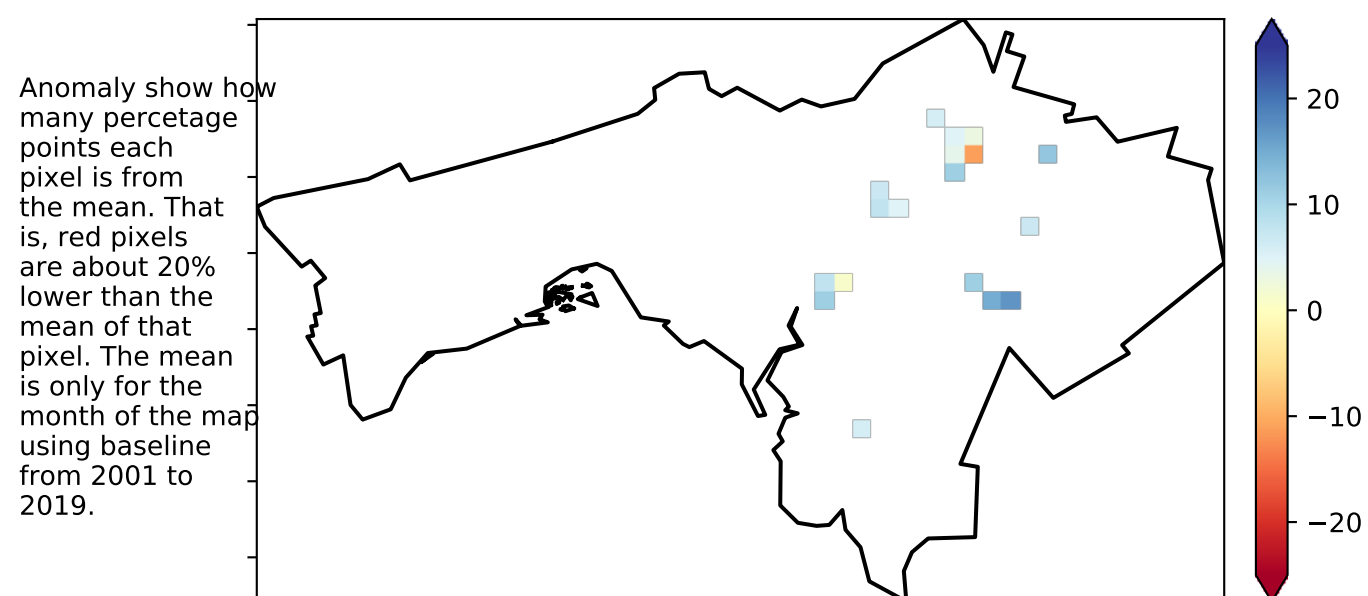 Anomaly show how
many percetage
points each
pixel is from
the mean. That
is, red pixels
are about 20%
lower than the
mean of that
pixel. The mean
is only for the
month of the map
using baseline
from 2001 to
2019.
20
10
0
−10
−20